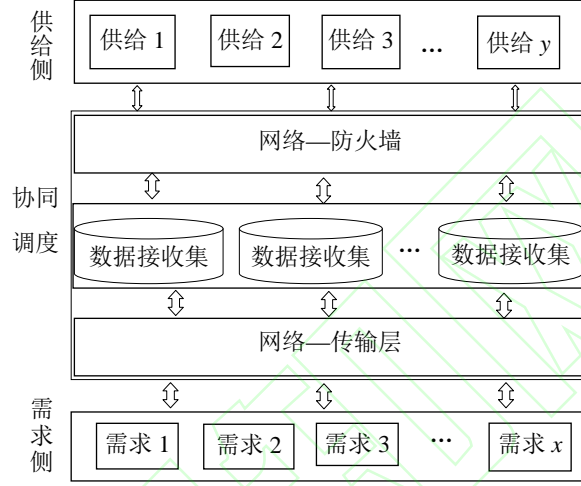 供给侧
供给 1 供给 2 供给 3 … 供给 y
网络—防火墙
协同调度
数据接收集 数据接收集 … 数据接收集
网络—传输层
需求侧
需求 1 需求 2 需求 3 … 需求 x